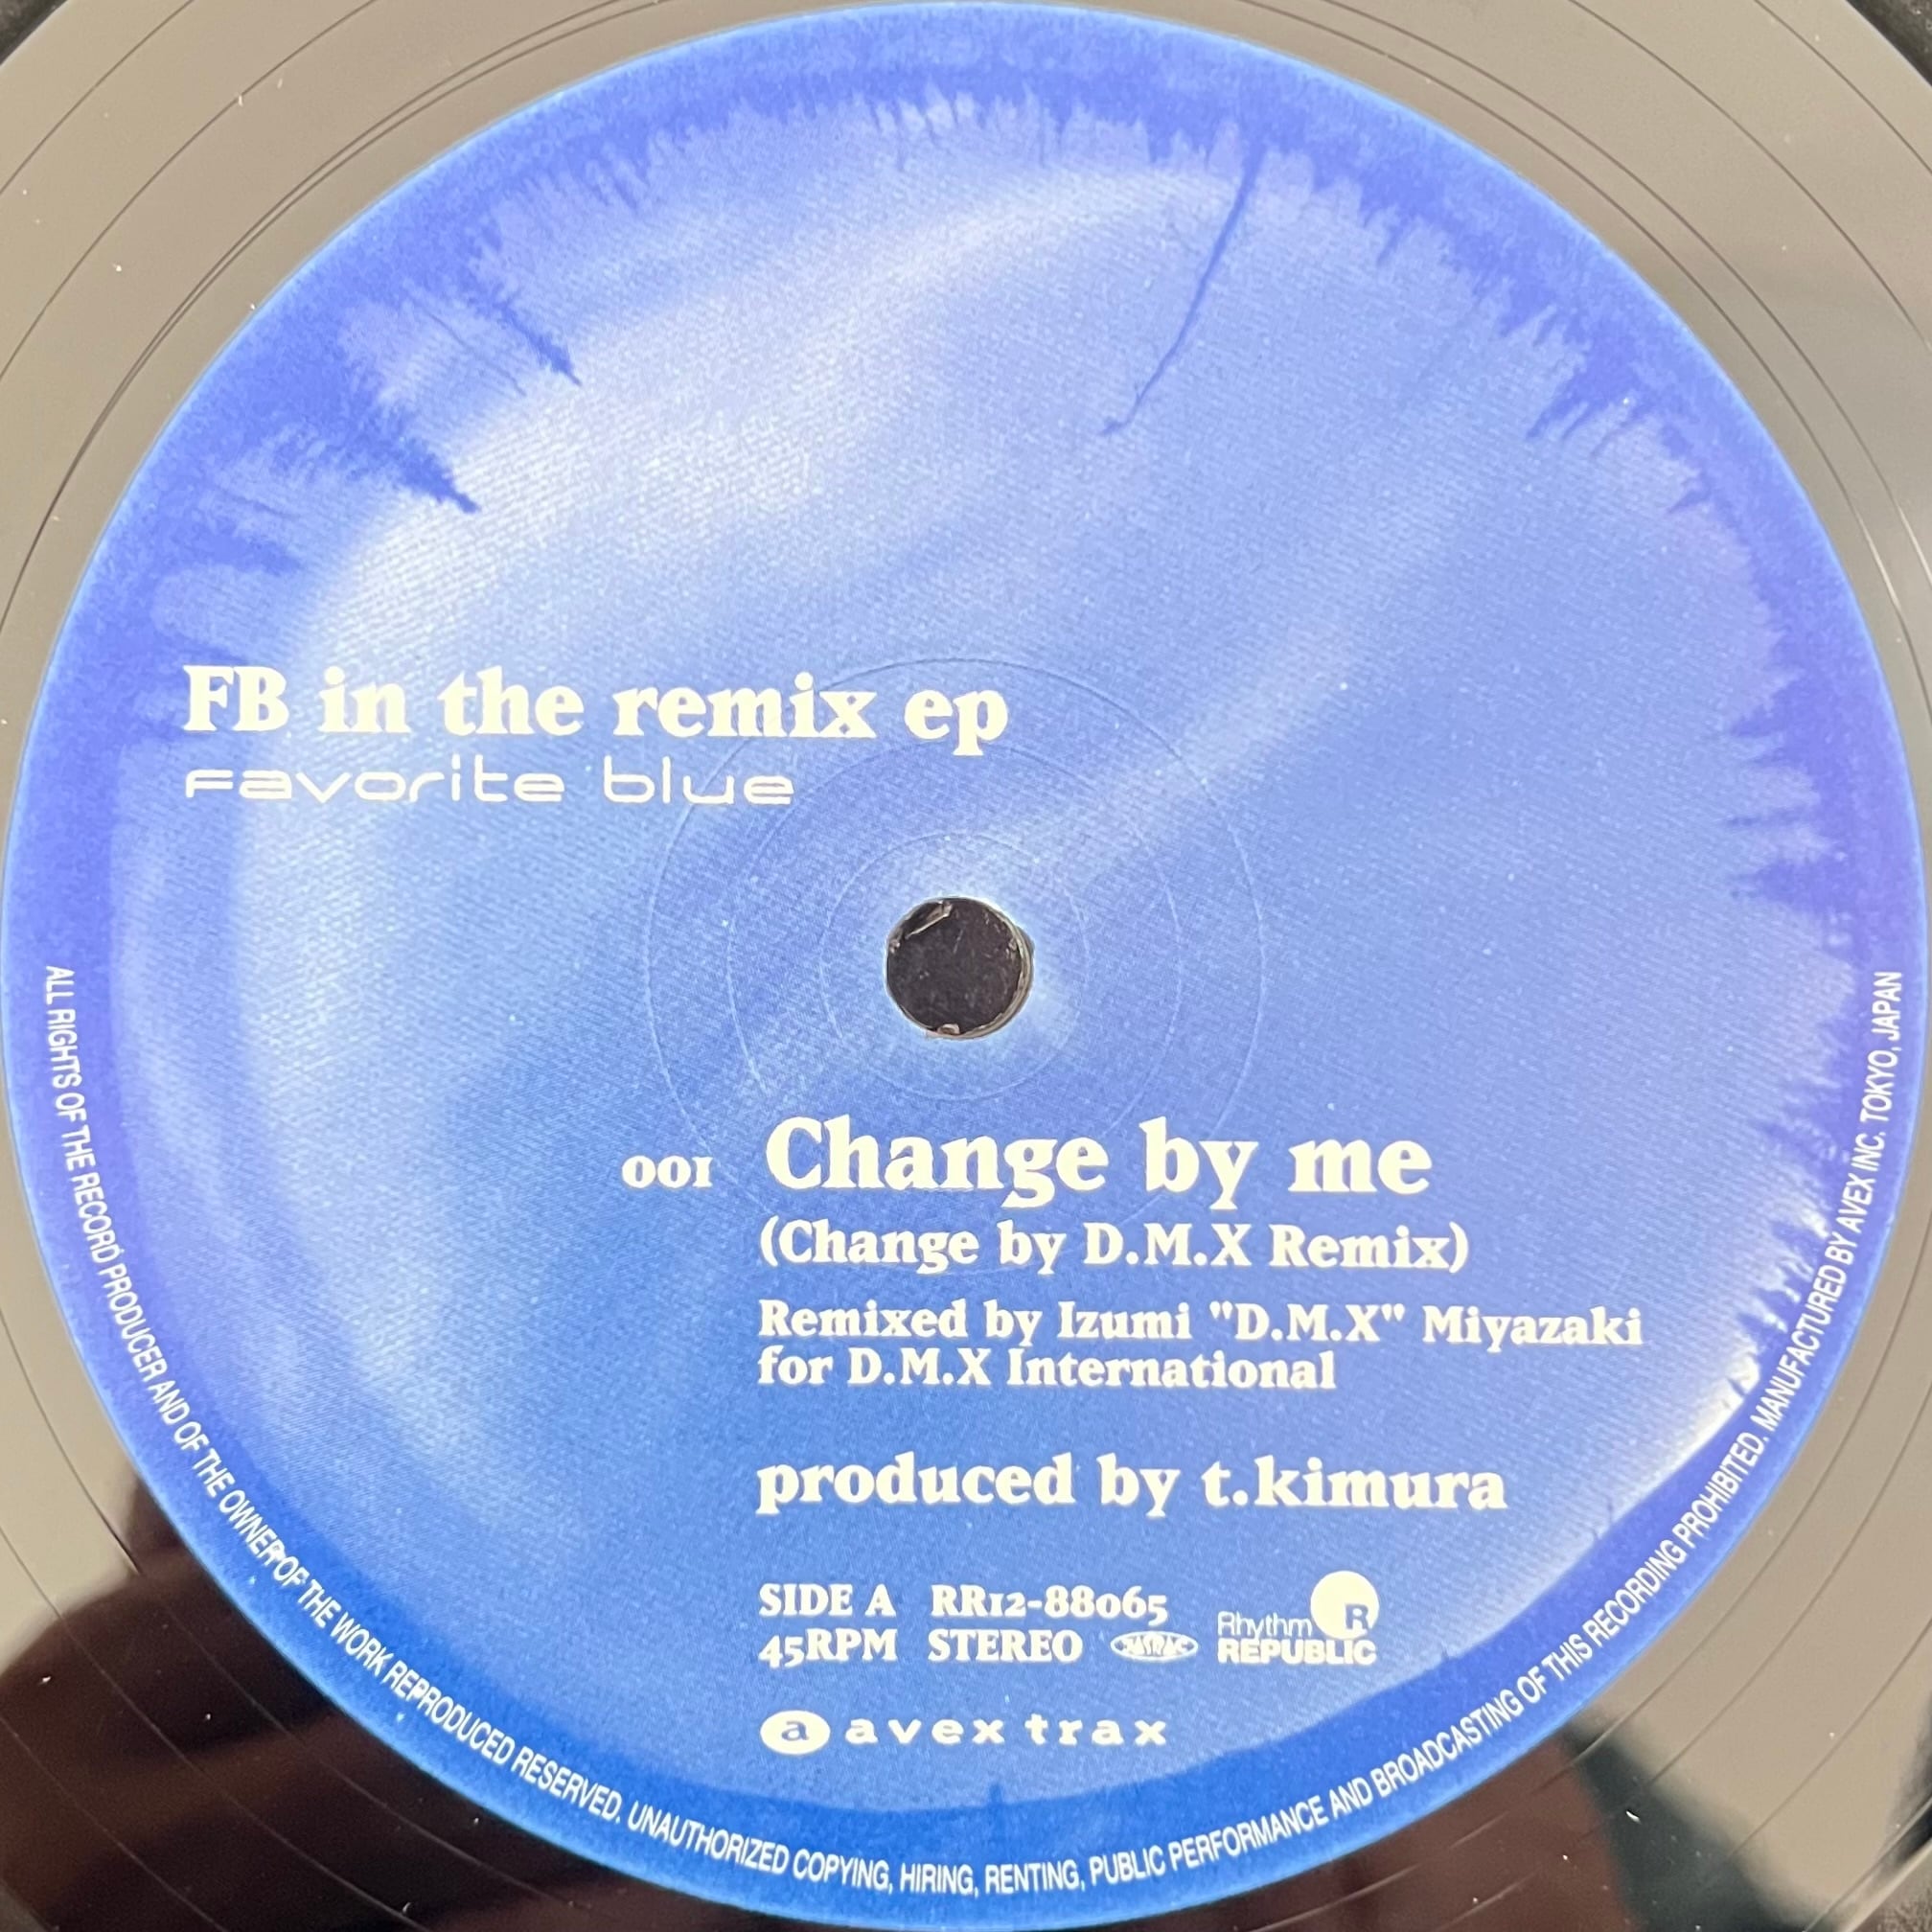 FB in the remix ep
favorite blue
001 Change by me
(Change by D.M.X Remix)
Remixed by Izumi "D.M.X" Miyazaki
for D.M.X International
produced by t.kimura
SIDE A RR12-88065
45RPM STEREO JASRAC
Rhythm R
REPUBLIC
a avex trax
ALL RIGHTS OF THE RECORD PRODUCER AND OF THE OWNER OF THE WORK REPRODUCED RESERVED. UNAUTHORIZED COPYING, HIRING, RENTING, PUBLIC PERFORMANCE AND BROADCASTING OF THIS RECORDING PROHIBITED. MANUFACTURED BY AVEX INC. TOKYO, JAPAN